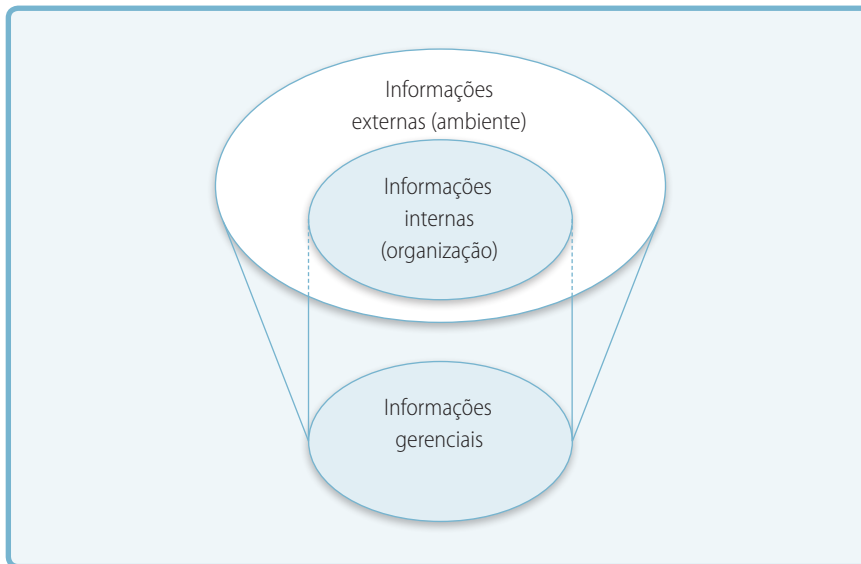 Informações
externas (ambiente)
Informações
internas
(organização)
Informações
gerenciais